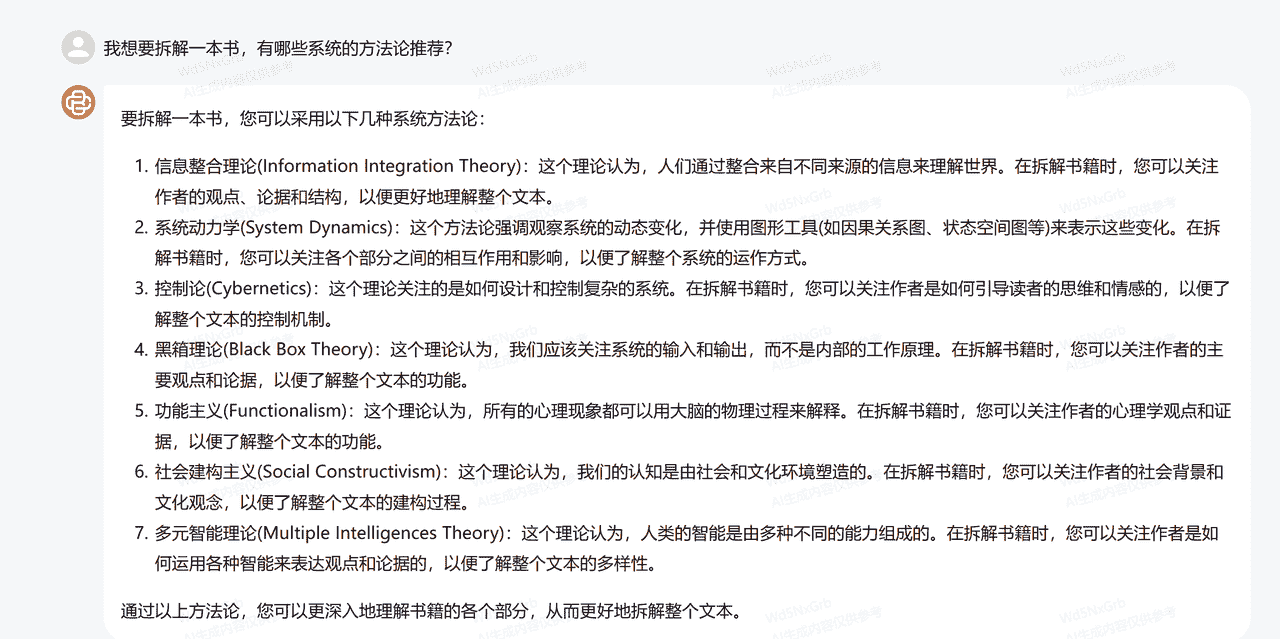 我想要拆解一本书，有哪些系统的方法论推荐？
要拆解一本书，您可以采用以下几种系统方法论：
1. 信息整合理论(Information Integration Theory)：这个理论认为，人们通过整合来自不同来源的信息来理解世界。在拆解书籍时，您可以关注
作者的观点、论据和结构，以便更好地理解整个文本。
2. 系统动力学(System Dynamics)：这个方法论强调观察系统的动态变化，并使用图形工具(如因果关系图、状态空间图等)来表示这些变化。在拆
解书籍时，您可以关注各个部分之间的相互作用和影响，以便了解整个系统的运作方式。
3. 控制论(Cybernetics)：这个理论关注的是如何设计和控制复杂的系统。在拆解书籍时，您可以关注作者是如何引导读者的思维和情感的，以便了
解整个文本的控制机制。
4. 黑箱理论(Black Box Theory)：这个理论认为，我们应该关注系统的输入和输出，而不是内部的工作原理。在拆解书籍时，您可以关注作者的主
要观点和论据，以便了解整个文本的功能。
5. 功能主义(Functionalism)：这个理论认为，所有的心理现象都可以用大脑的物理过程来解释。在拆解书籍时，您可以关注作者的心理学观点和证
据，以便了解整个文本的功能。
6. 社会建构主义(Social Constructivism)：这个理论认为，我们的认知是由社会和文化环境塑造的。在拆解书籍时，您可以关注作者的社会背景和
文化观念，以便了解整个文本的建构过程。
7. 多元智能理论(Multiple Intelligences Theory)：这个理论认为，人类的智能是由多种不同的能力组成的。在拆解书籍时，您可以关注作者是如
何运用各种智能来表达观点和论据的，以便了解整个文本的多样性。
通过以上方法论，您可以更深入地理解书籍的各个部分，从而更好地拆解整个文本。
Wd5NxGrb
AI生成内容仅供参考